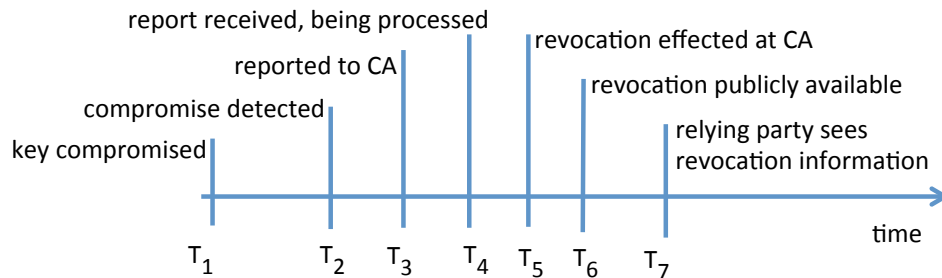 report received, being processed
revocation effected at CA
reported to CA
revocation publicly available
compromise detected
relying party sees
revocation information
key compromised
time
T₁ T₂ T₃ T₄ T₅ T₆ T₇